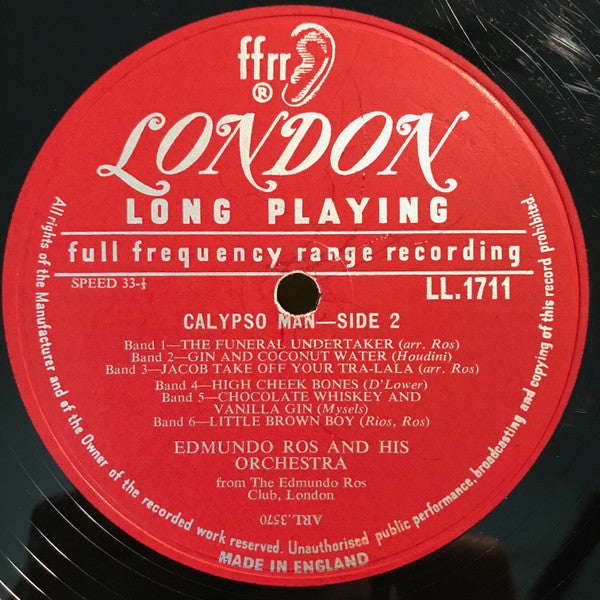 ffrr
®
LONDON
LONG PLAYING
full frequency range recording
SPEED 33-⅓
LL.1711
CALYPSO MAN—SIDE 2
Band 1—THE FUNERAL UNDERTAKER (arr. Ros)
Band 2—GIN AND COCONUT WATER (Houdini)
Band 3—JACOB TAKE OFF YOUR TRA-LALA (arr. Ros)
Band 4—HIGH CHEEK BONES (D'Lower)
Band 5—CHOCOLATE WHISKEY AND
VANILLA GIN (Mysels)
Band 6—LITTLE BROWN BOY (Rios, Ros)
EDMUNDO ROS AND HIS
ORCHESTRA
from The Edmundo Ros
Club, London
ARL.3570
All rights of the Manufacturer and of the Owner of the recorded work reserved. Unauthorised public performance, broadcasting and copying of this record prohibited.
MADE IN ENGLAND